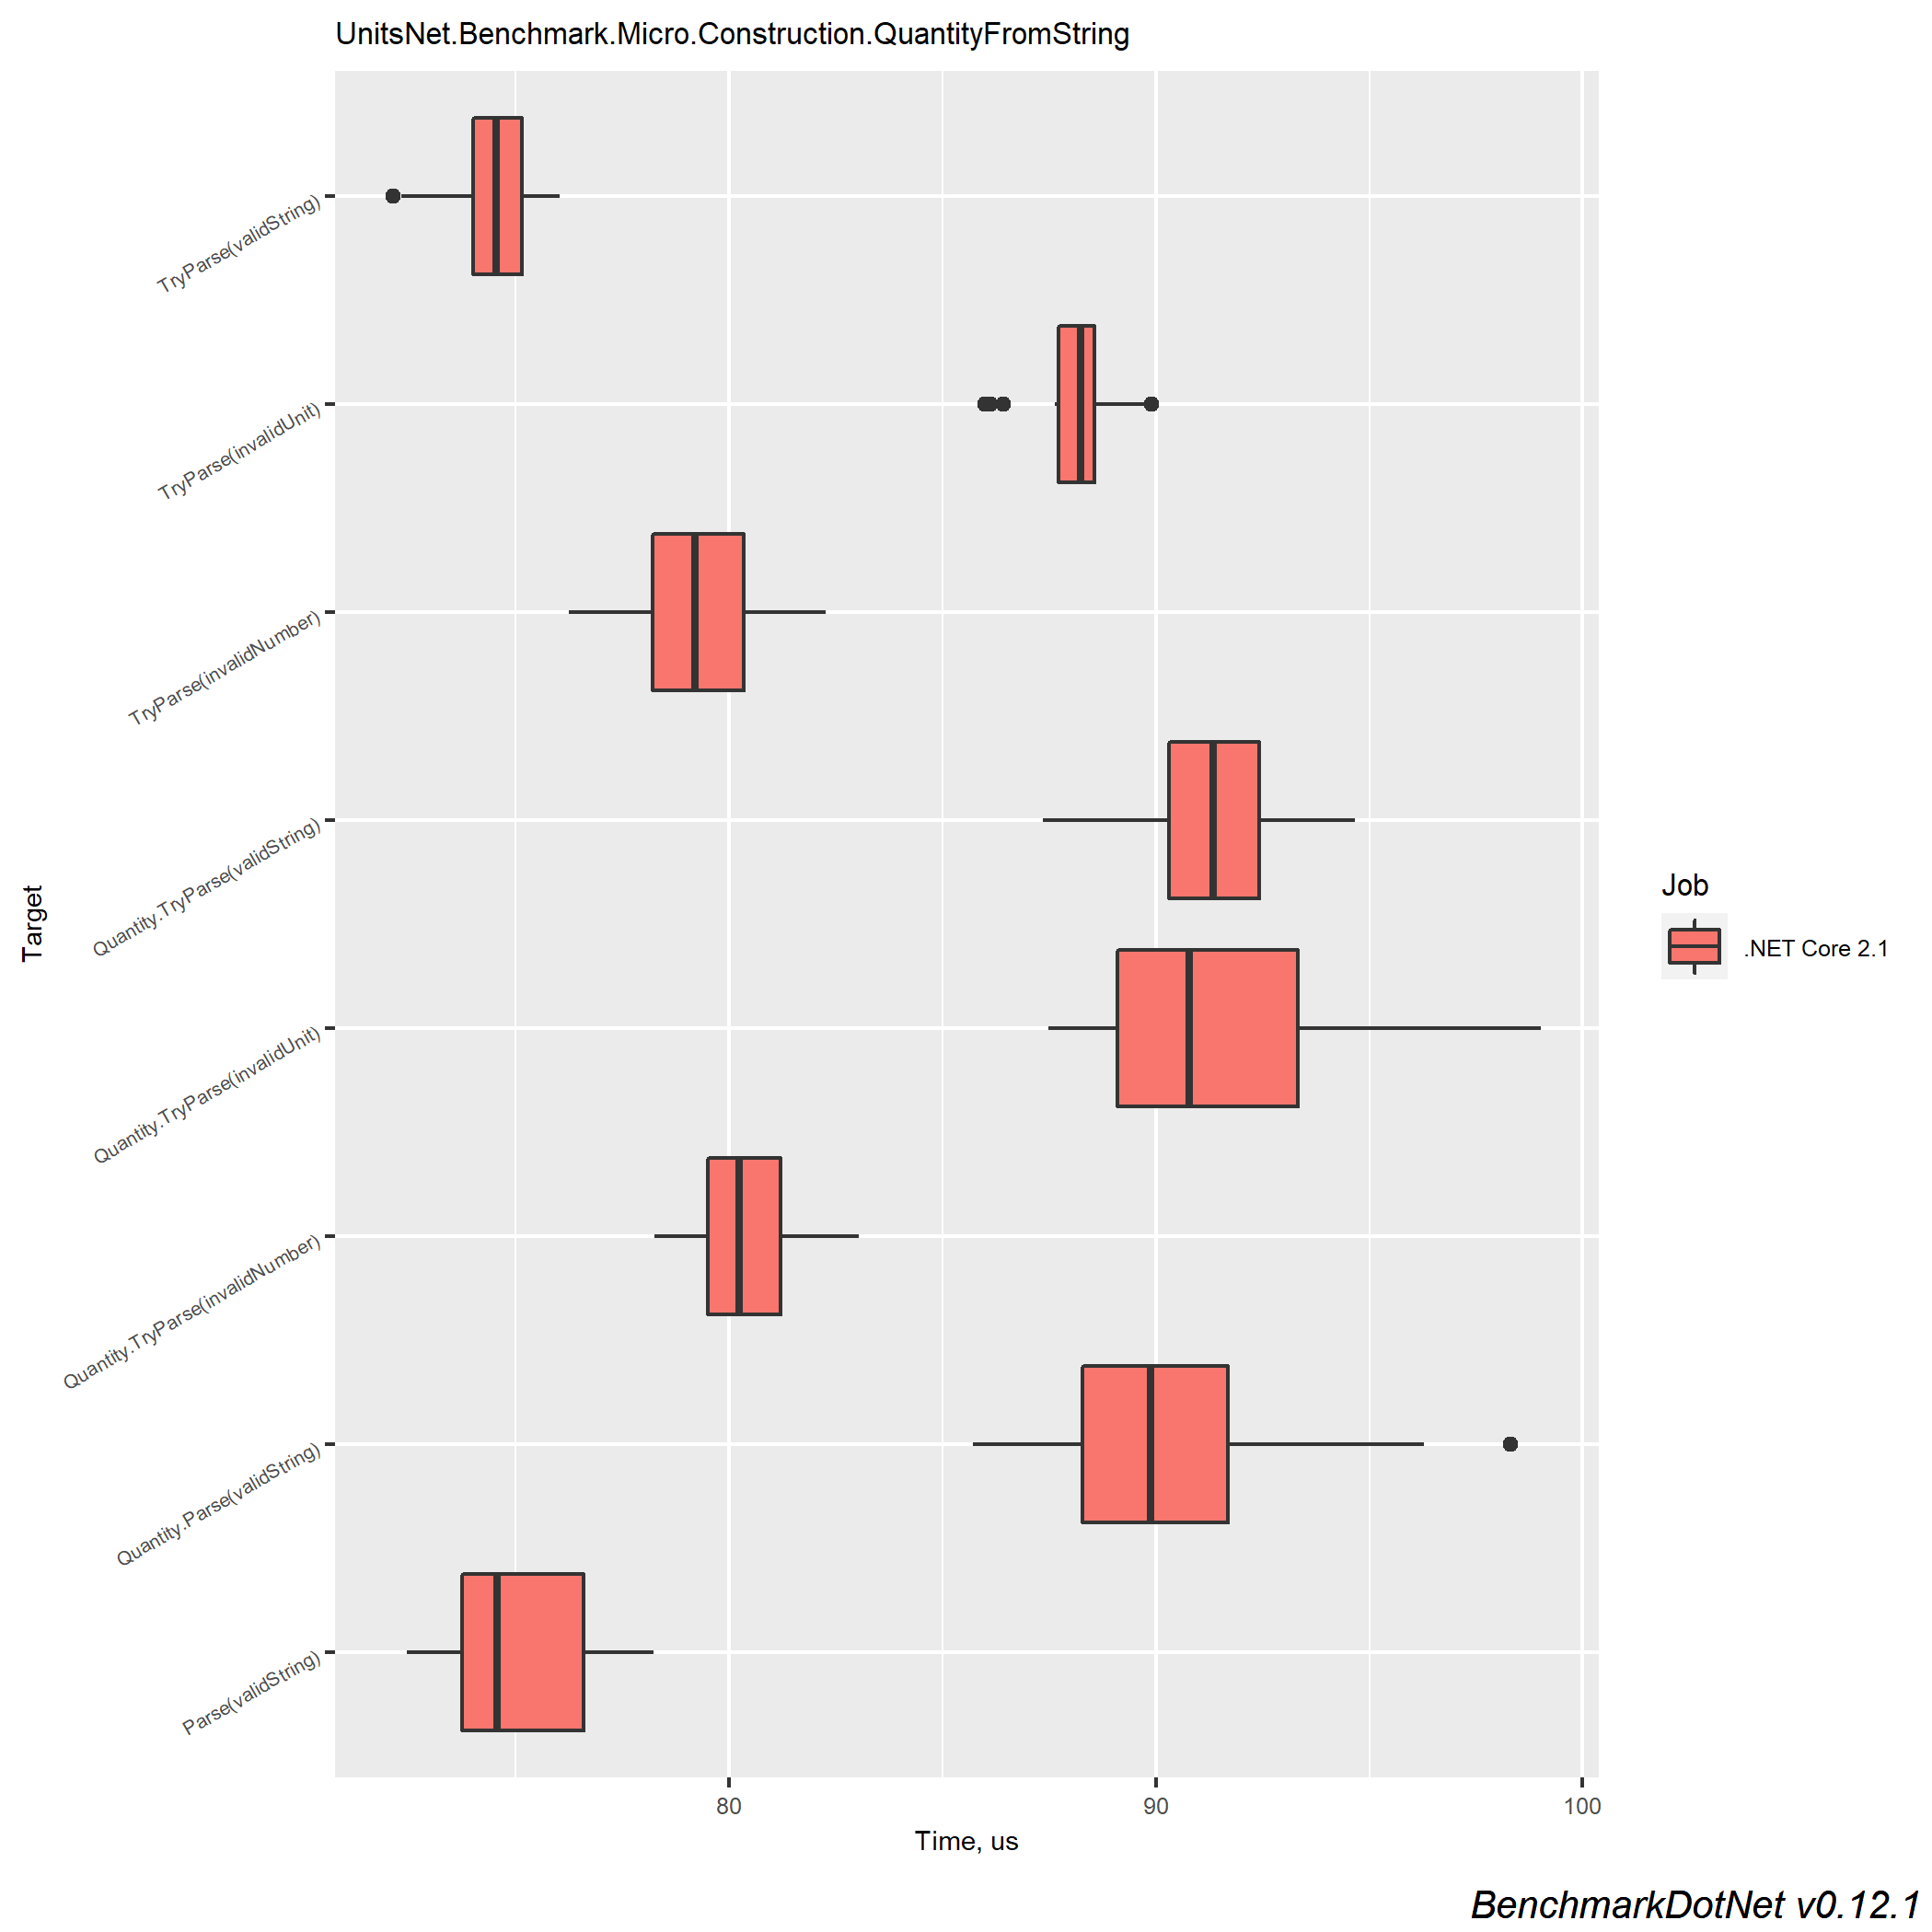 UnitsNet.Benchmark.Micro.Construction.QuantityFromString
TryParse(validString)
TryParse(invalidUnit)
TryParse(invalidNumber)
Quantity.TryParse(validString)
Quantity.TryParse(invalidUnit)
Quantity.TryParse(invalidNumber)
Quantity.Parse(validString)
Parse(validString)
Target
80
90
100
Time, us
Job
.NET Core 2.1
BenchmarkDotNet v0.12.1